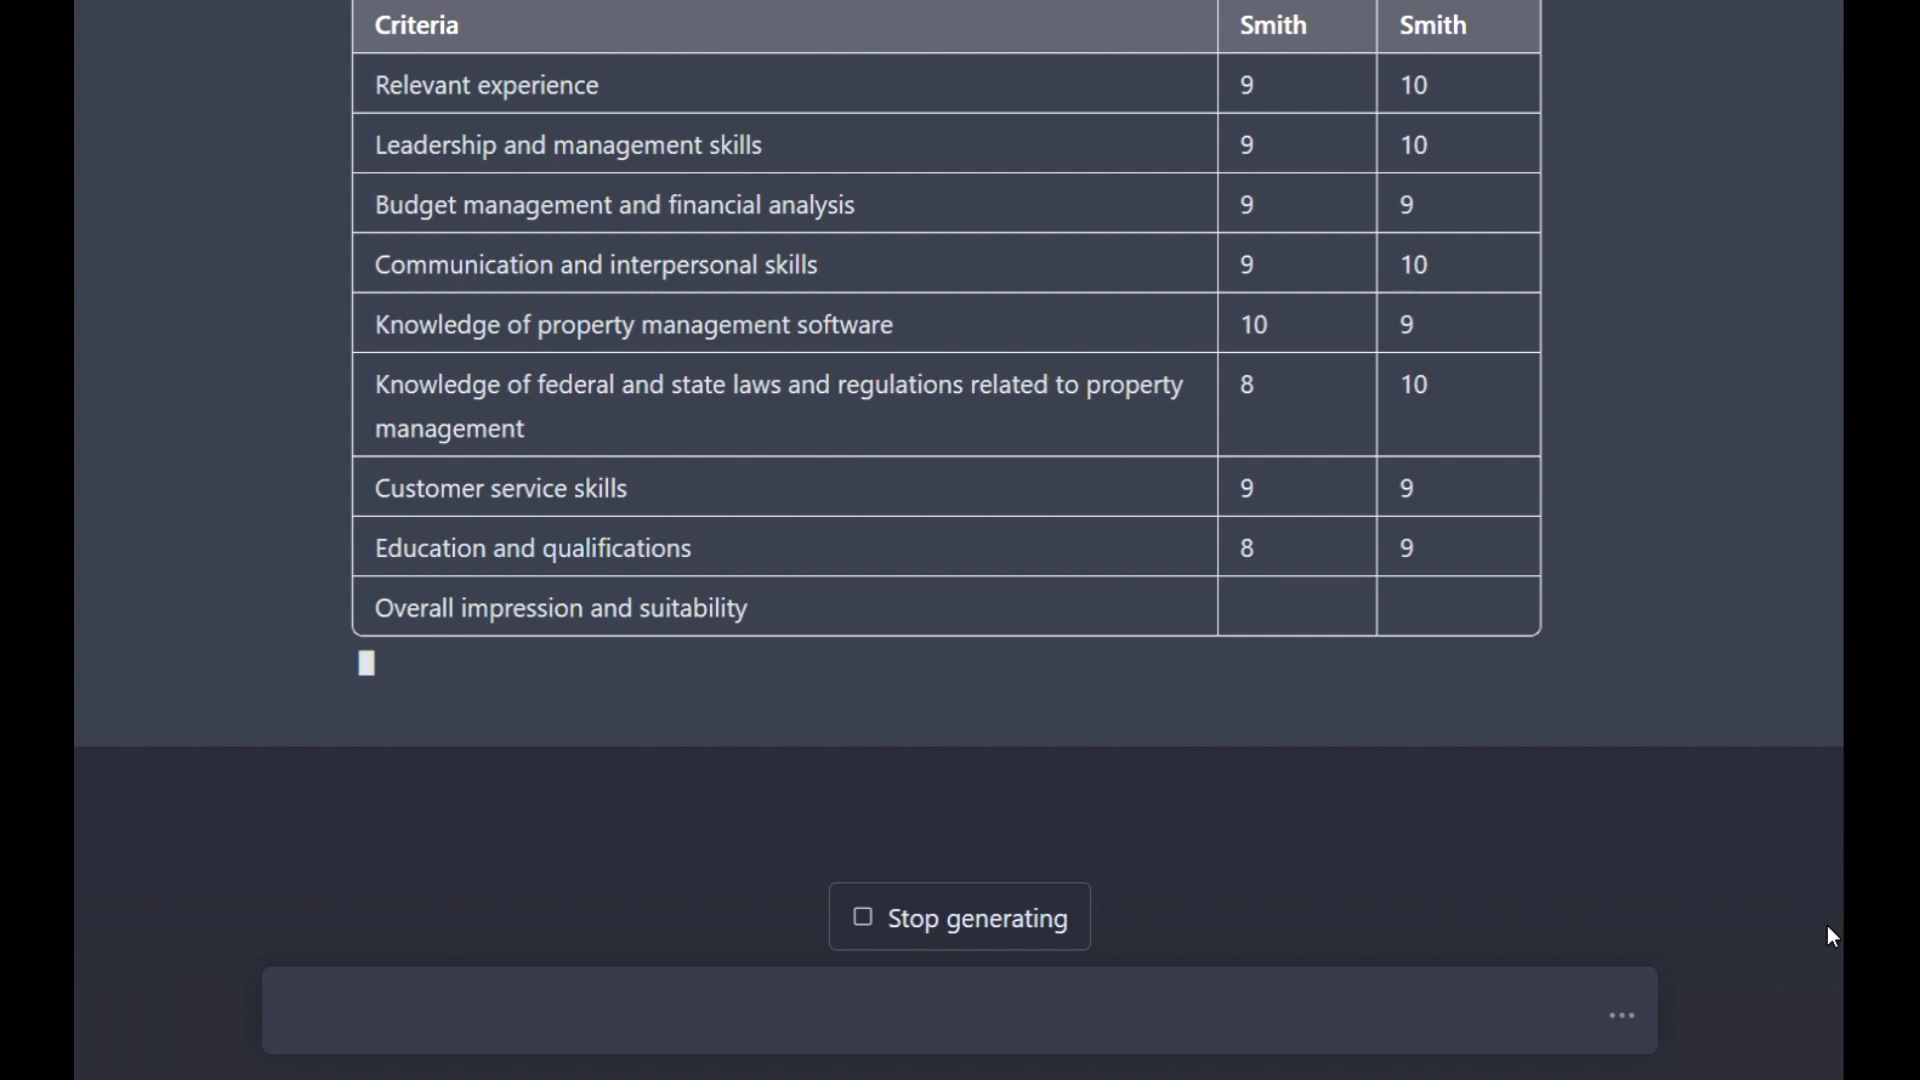 Criteria Smith Smith
Relevant experience 9 10
Leadership and management skills 9 10
Budget management and financial analysis 9 9
Communication and interpersonal skills 9 10
Knowledge of property management software 10 9
Knowledge of federal and state laws and regulations related to property 8 10
management
Customer service skills 9 9
Education and qualifications 8 9
Overall impression and suitability
Stop generating